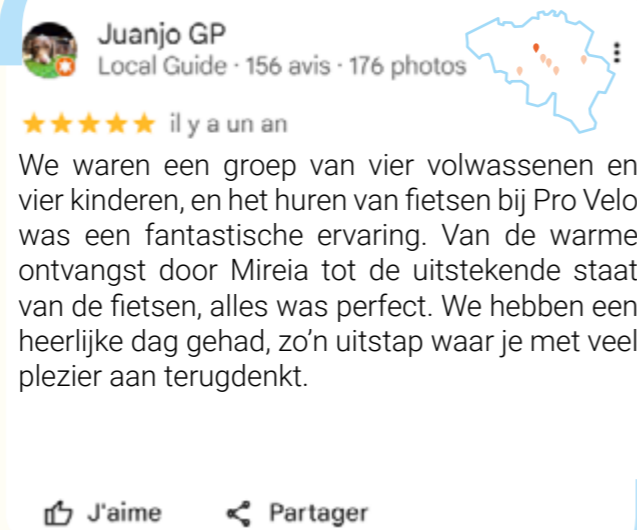 Juanjo GP
Local Guide · 156 avis · 176 photos
il y a un an
We waren een groep van vier volwassenen en
vier kinderen, en het huren van fietsen bij Pro Velo
was een fantastische ervaring. Van de warme
ontvangst door Mireia tot de uitstekende staat
van de fietsen, alles was perfect. We hebben een
heerlijke dag gehad, zo’n uitstap waar je met veel
plezier aan terugdenkt.
J'aime
Partager